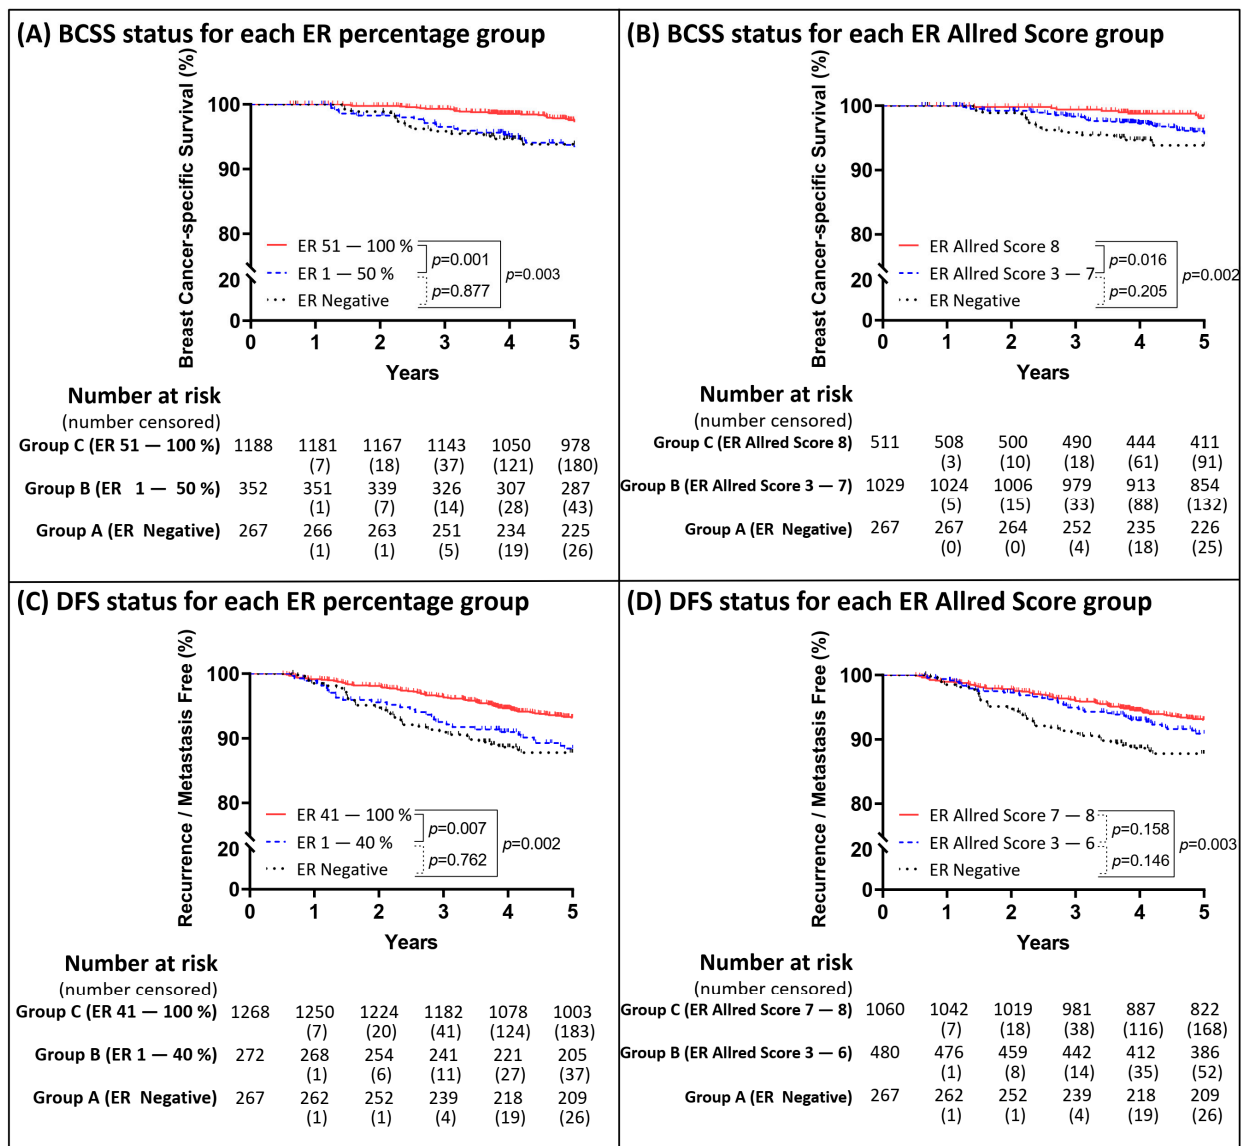 (A) BCSS status for each ER percentage group
Breast Cancer-specific Survival (%)
100
90
80
20
0
ER 51 — 100 %
ER 1 — 50 %
ER Negative
p=0.001
p=0.877
p=0.003
0 1 2 3 4 5
Years
Number at risk
(number censored)
Group C (ER 51 — 100 %) 1188 1181 1167 1143 1050 978
(7) (18) (37) (121) (180)
Group B (ER 1 — 50 %) 352 351 339 326 307 287
(1) (7) (14) (28) (43)
Group A (ER Negative) 267 266 263 251 234 225
(1) (1) (5) (19) (26)
(B) BCSS status for each ER Allred Score group
Breast Cancer-specific Survival (%)
100
90
80
20
0
ER Allred Score 8
ER Allred Score 3 — 7
ER Negative
p=0.016
p=0.205
p=0.002
0 1 2 3 4 5
Years
Number at risk
(number censored)
Group C (ER Allred Score 8) 511 508 500 490 444 411
(3) (10) (18) (61) (91)
Group B (ER Allred Score 3 — 7) 1029 1024 1006 979 913 854
(5) (15) (33) (88) (132)
Group A (ER Negative) 267 267 264 252 235 226
(0) (0) (4) (18) (25)
(C) DFS status for each ER percentage group
Recurrence / Metastasis Free (%)
100
90
80
20
0
ER 41 — 100 %
ER 1 — 40 %
ER Negative
p=0.007
p=0.762
p=0.002
0 1 2 3 4 5
Years
Number at risk
(number censored)
Group C (ER 41 — 100 %) 1268 1250 1224 1182 1078 1003
(7) (20) (41) (124) (183)
Group B (ER 1 — 40 %) 272 268 254 241 221 205
(1) (6) (11) (27) (37)
Group A (ER Negative) 267 262 252 239 218 209
(1) (1) (4) (19) (26)
(D) DFS status for each ER Allred Score group
Recurrence / Metastasis Free (%)
100
90
80
20
0
ER Allred Score 7 — 8
ER Allred Score 3 — 6
ER Negative
p=0.158
p=0.146
p=0.003
0 1 2 3 4 5
Years
Number at risk
(number censored)
Group C (ER Allred Score 7 — 8) 1060 1042 1019 981 887 822
(7) (18) (38) (116) (168)
Group B (ER Allred Score 3 — 6) 480 476 459 442 412 386
(1) (8) (14) (35) (52)
Group A (ER Negative) 267 262 252 239 218 209
(1) (1) (4) (19) (26)